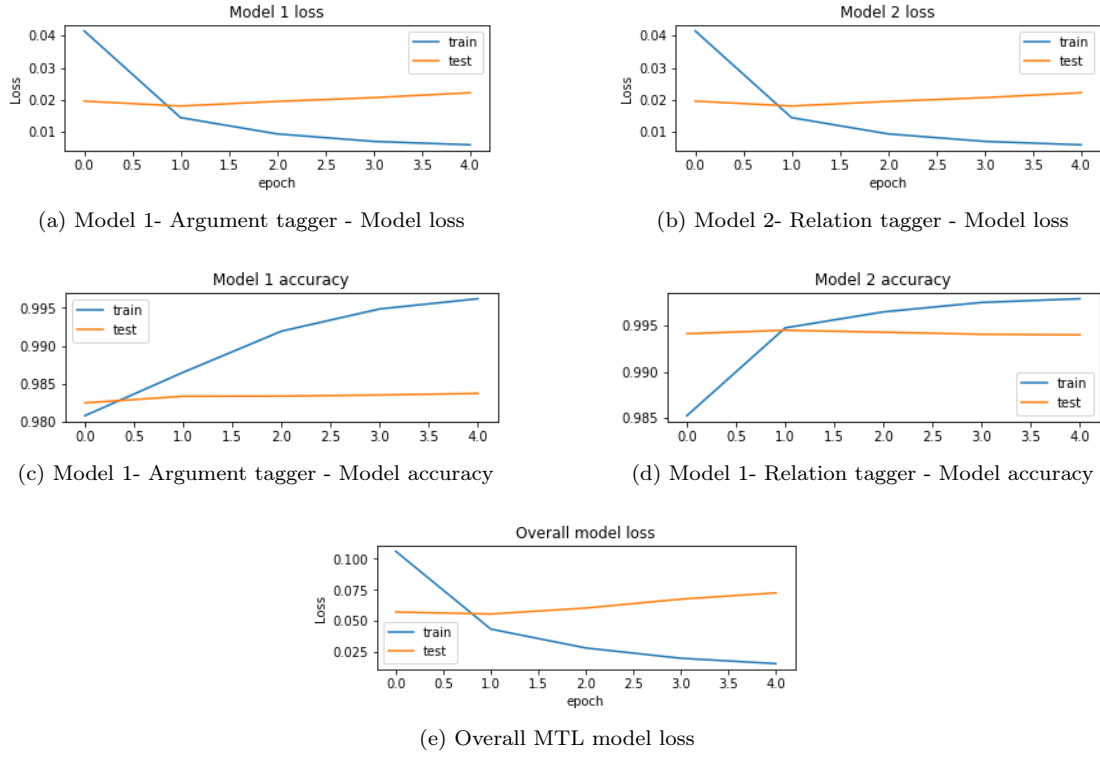 Model 1 loss
0.04
0.03
0.02
0.01
Loss
train
test
0.0 0.5 1.0 1.5 2.0 2.5 3.0 3.5 4.0
epoch
(a) Model 1- Argument tagger - Model loss
Model 2 loss
0.04
0.03
0.02
0.01
Loss
train
test
0.0 0.5 1.0 1.5 2.0 2.5 3.0 3.5 4.0
epoch
(b) Model 2- Relation tagger - Model loss
Model 1 accuracy
0.995
0.990
0.985
0.980
train
test
0.0 0.5 1.0 1.5 2.0 2.5 3.0 3.5 4.0
(c) Model 1- Argument tagger - Model accuracy
Model 2 accuracy
0.995
0.990
0.985
train
test
0.0 0.5 1.0 1.5 2.0 2.5 3.0 3.5 4.0
(d) Model 1- Relation tagger - Model accuracy
Overall model loss
0.100
0.075
0.050
0.025
Loss
train
test
0.0 0.5 1.0 1.5 2.0 2.5 3.0 3.5 4.0
epoch
(e) Overall MTL model loss